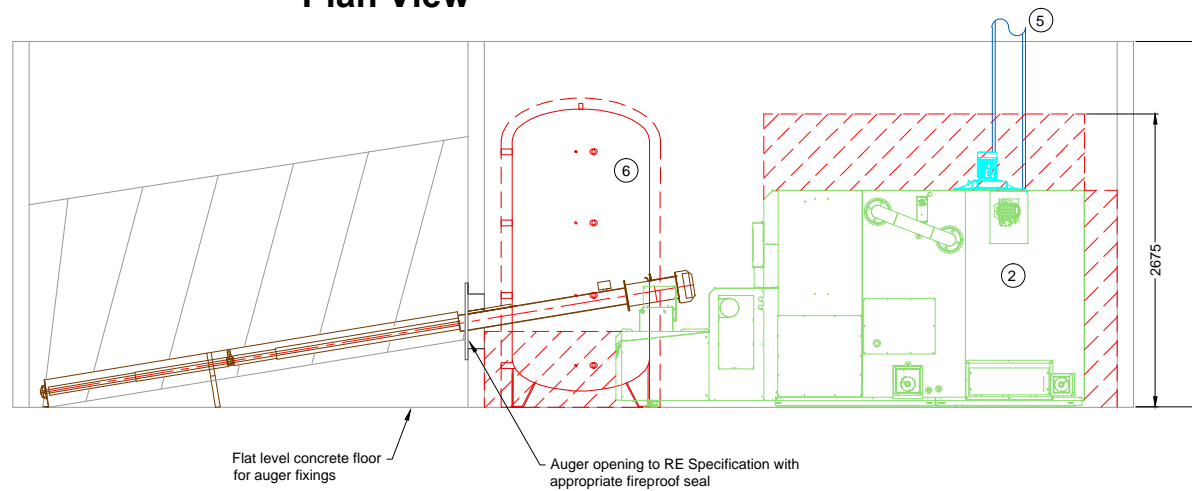 Plan View
5
6
2
2675
Flat level concrete floor
for auger fixings
Auger opening to RE Specification with
appropriate fireproof seal